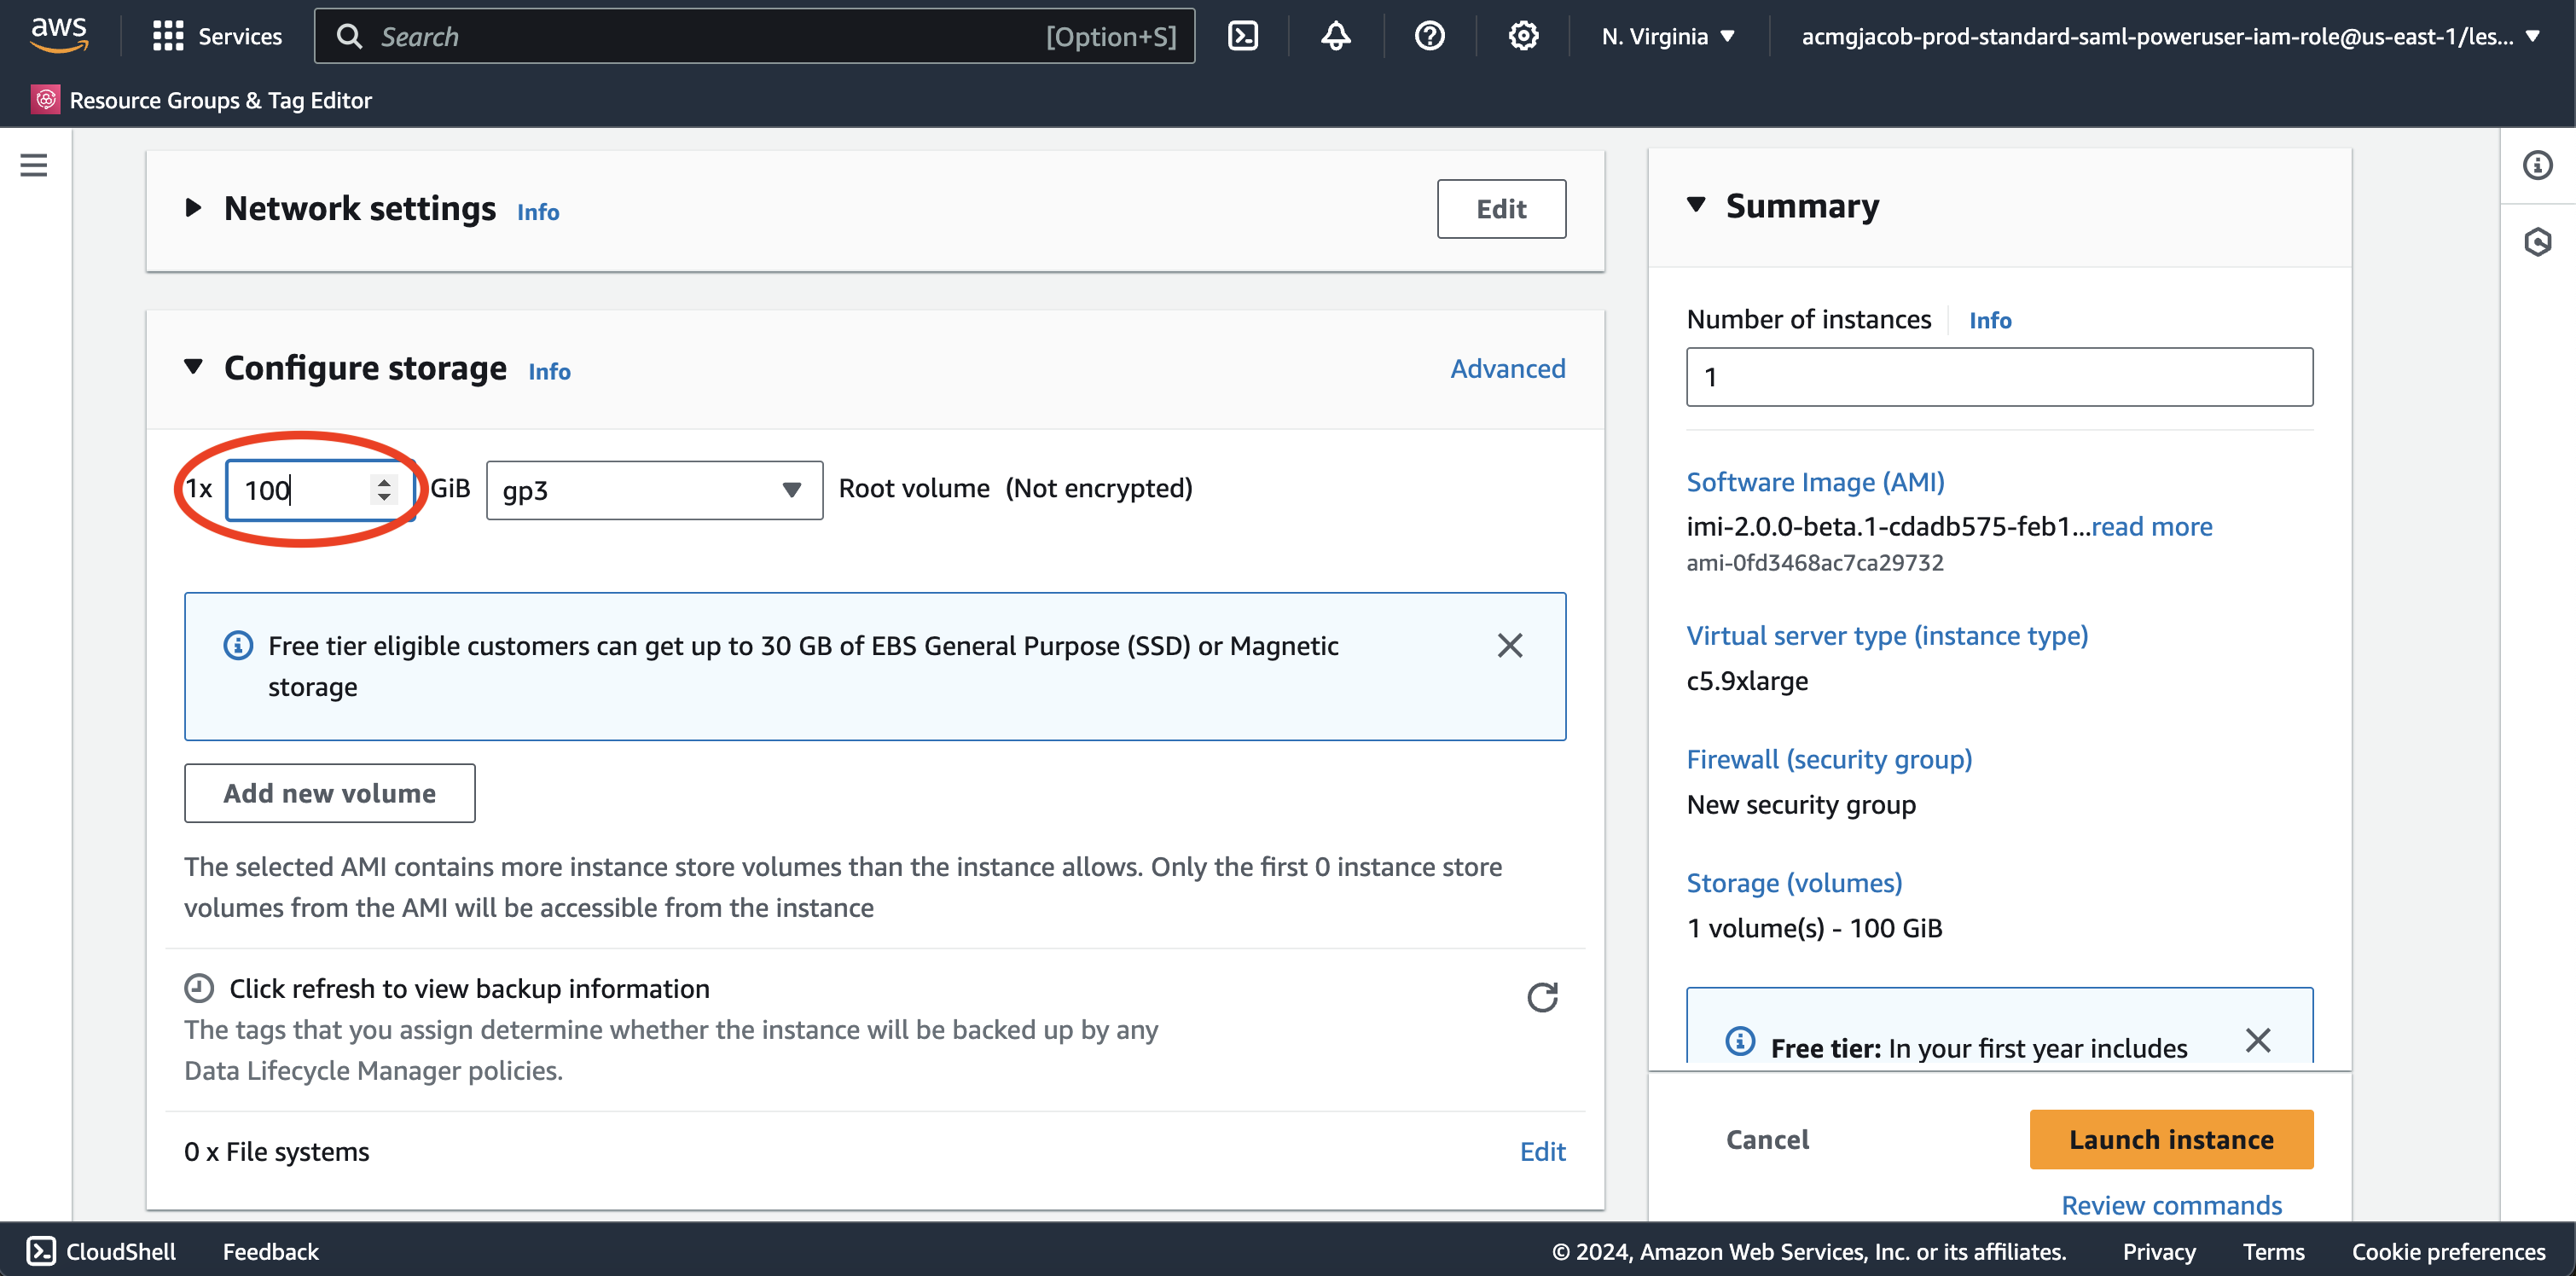 aws
Services
Search
[Option+S]
N. Virginia
acmgjacob-prod-standard-saml-poweruser-iam-role@us-east-1/les...
Resource Groups & Tag Editor
Network settings Info
Edit
Configure storage Info
Advanced
1x
100
GiB
gp3
Root volume (Not encrypted)
Free tier eligible customers can get up to 30 GB of EBS General Purpose (SSD) or Magnetic
storage
Add new volume
The selected AMI contains more instance store volumes than the instance allows. Only the first 0 instance store
volumes from the AMI will be accessible from the instance
Click refresh to view backup information
The tags that you assign determine whether the instance will be backed up by any
Data Lifecycle Manager policies.
0 x File systems
Edit
Summary
Number of instances Info
1
Software Image (AMI)
imi-2.0.0-beta.1-cdadb575-feb1...read more
ami-0fd3468ac7ca29732
Virtual server type (instance type)
c5.9xlarge
Firewall (security group)
New security group
Storage (volumes)
1 volume(s) - 100 GiB
Free tier: In your first year includes
Cancel
Launch instance
Review commands
CloudShell
Feedback
© 2024, Amazon Web Services, Inc. or its affiliates.
Privacy
Terms
Cookie preferences